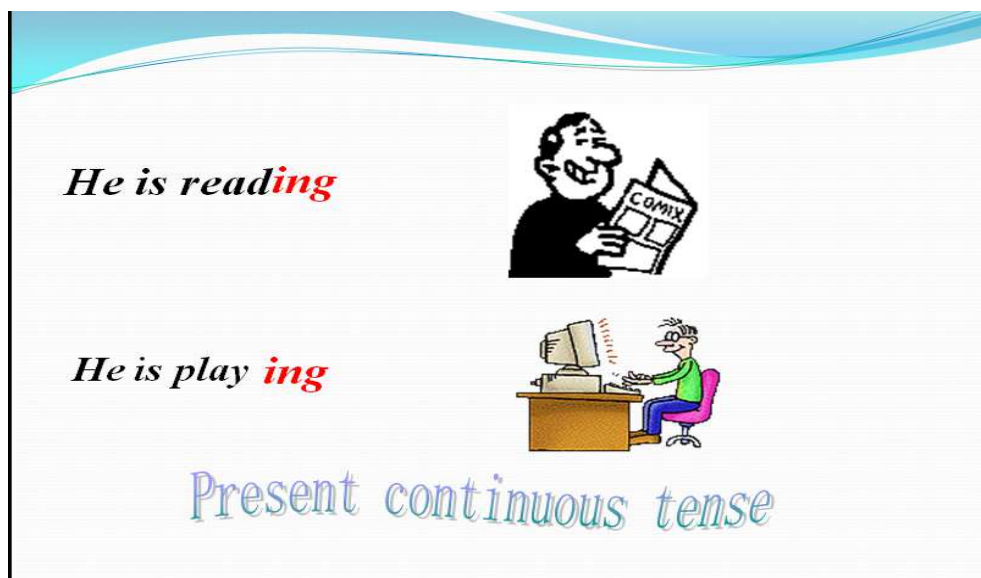 He is reading
COMIX
He is play ing
Present continuous tense